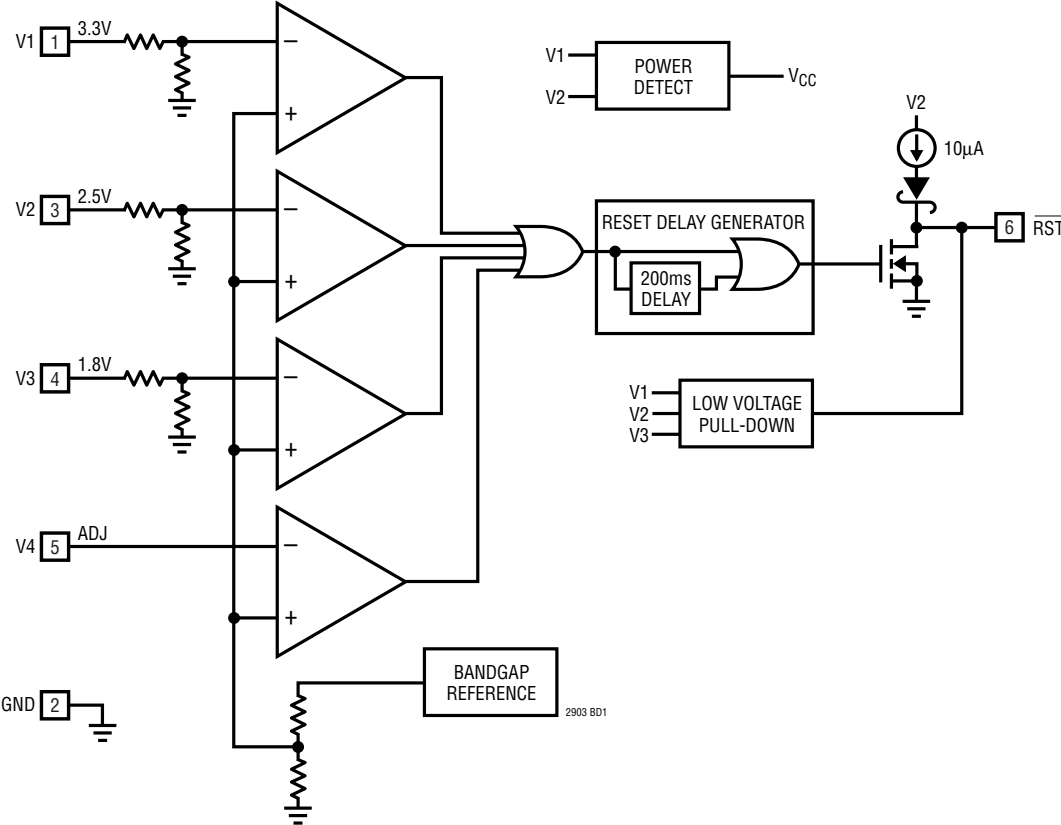 V1 1 3.3V
−
+
V2 3 2.5V
−
+
V3 4 1.8V
−
+
V4 5 ADJ
−
+
GND 2
BANDGAP
REFERENCE
2903 BD1
V1
V2
POWER
DETECT
VCC
RESET DELAY GENERATOR
200ms
DELAY
V1
V2
V3
LOW VOLTAGE
PULL-DOWN
V2
10µA
6 RST